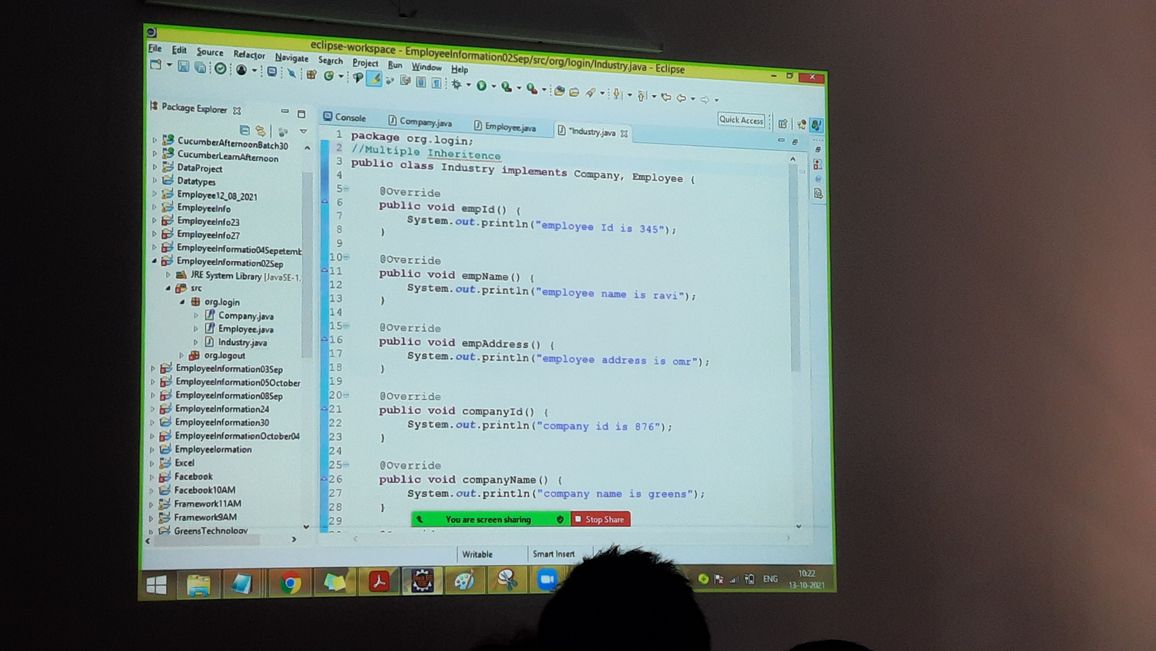 eclipse-workspace - EmployeeInformation02Sep/src/org/login/Industry.java - Eclipse
File Edit Source Refactor Navigate Search Project Run Window Help
Quick Access
Package Explorer
CucumberAfternoonBatch30
CucumberLearnAfternoon
DataProject
Datatypes
Employee12_08_2021
EmployeeInfo
EmployeeInfo23
EmployeeInfo27
EmployeeInformatio04Sepetemb
EmployeeInformation02Sep
JRE System Library [JavaSE-1.
src
org.login
Company.java
Employee.java
Industry.java
org.logout
EmployeeInformation03Sep
EmployeeInformation05October
EmployeeInformation08Sep
EmployeeInformation24
EmployeeInformation30
EmployeeInformationOctober04
Employeelormation
Excel
Facebook
Facebook10AM
Framework11AM
Framework9AM
GreensTechnology
Console Company.java Employee.java *Industry.java
1 package org.login;
2 //Multiple Inheritence
3 public class Industry implements Company, Employee {
4
5 @Override
6 public void empId() {
7 System.out.println("employee Id is 345");
8 }
9
10 @Override
11 public void empName() {
12 System.out.println("employee name is ravi");
13 }
14
15 @Override
16 public void empAddress() {
17 System.out.println("employee address is omr");
18 }
19
20 @Override
21 public void companyId() {
22 System.out.println("company id is 876");
23 }
24
25 @Override
26 public void companyName() {
27 System.out.println("company name is greens");
28 }
29
You are screen sharing Stop Share
Writable Smart Insert
ENG 10:22
13-10-2021